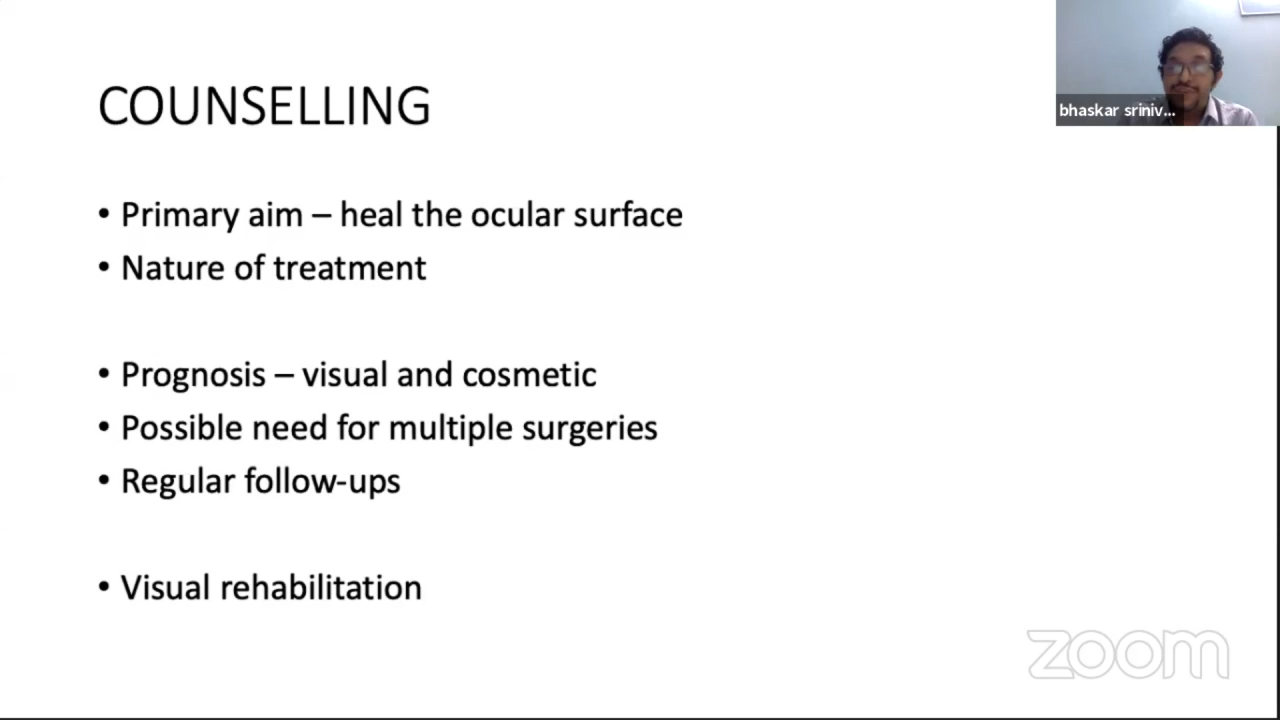 COUNSELLING
bhaskar sriniv...
• Primary aim – heal the ocular surface
• Nature of treatment
• Prognosis – visual and cosmetic
• Possible need for multiple surgeries
• Regular follow-ups
• Visual rehabilitation
zoom